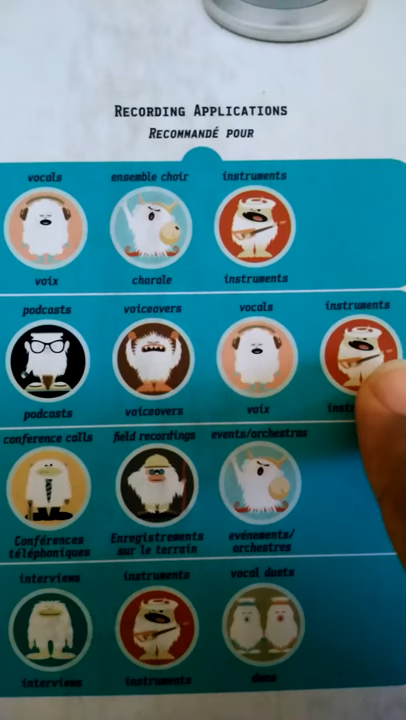 Recording Applications
Recommandé pour
vocals ensemble choir instruments
voix chorale instruments
podcasts voiceovers vocals instruments
podcasts voiceovers voix
conference calls field recordings events/orchestras
Conférences Enregistrements evénements/
téléphoniques sur le terrain orchestres
interviews instruments vocal duets
interviews instruments duos